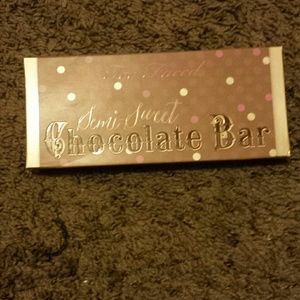 Too Faced
Semi-Sweet
Chocolate Bar